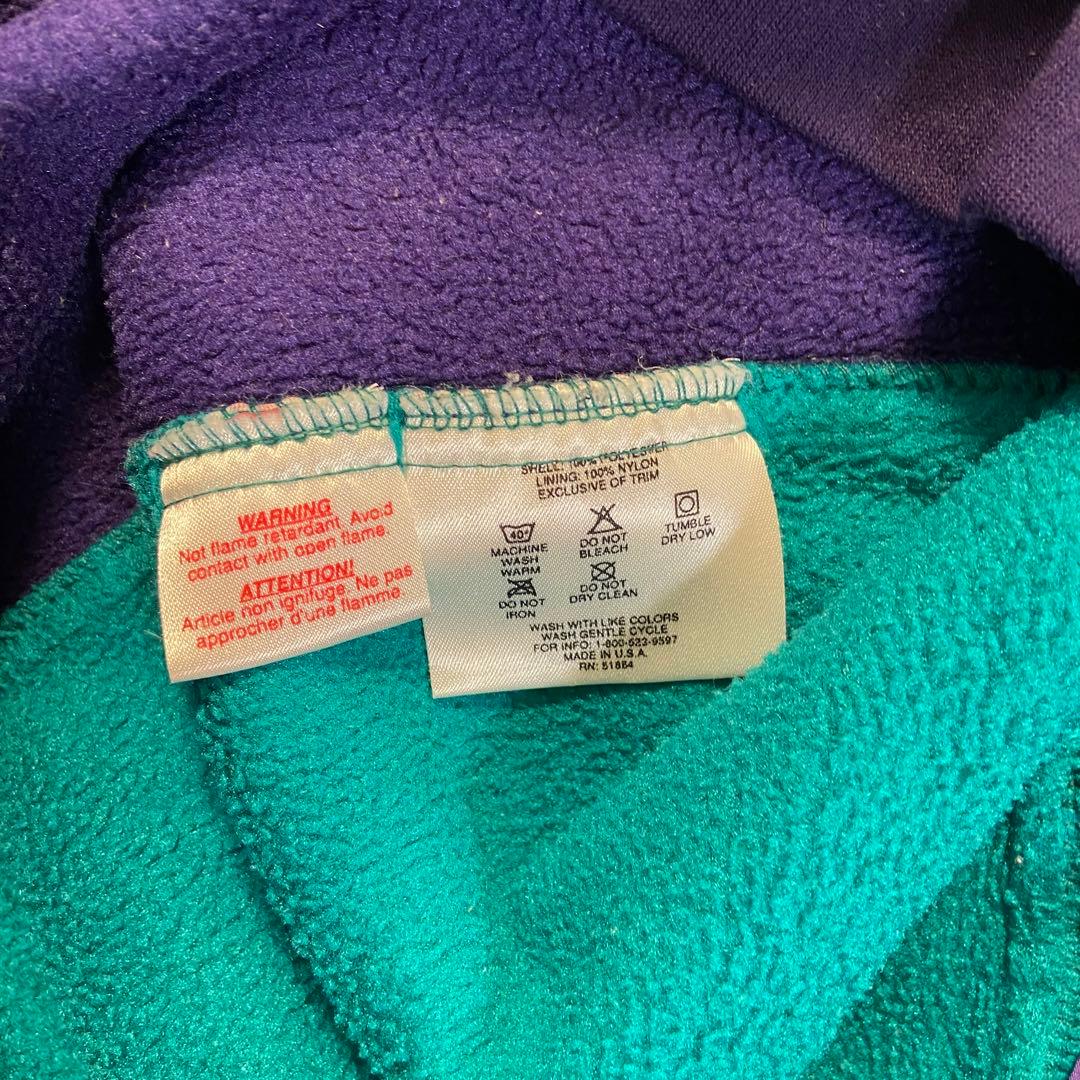 WARNING
Not flame retardant. Avoid
contact with open flame
ATTENTION!
Article non ignifuge. Ne pas
approcher d'une flamme
SHELL: 100% POLYESTER
LINING: 100% NYLON
EXCLUSIVE OF TRIM
40°
MACHINE
WASH
WARM
DO NOT
BLEACH
TUMBLE
DRY LOW
DO NOT
IRON
DO NOT
DRY CLEAN
WASH WITH LIKE COLORS
WASH GENTLE CYCLE
FOR INFO: 1-800-523-9597
MADE IN U.S.A.
RN: 51884